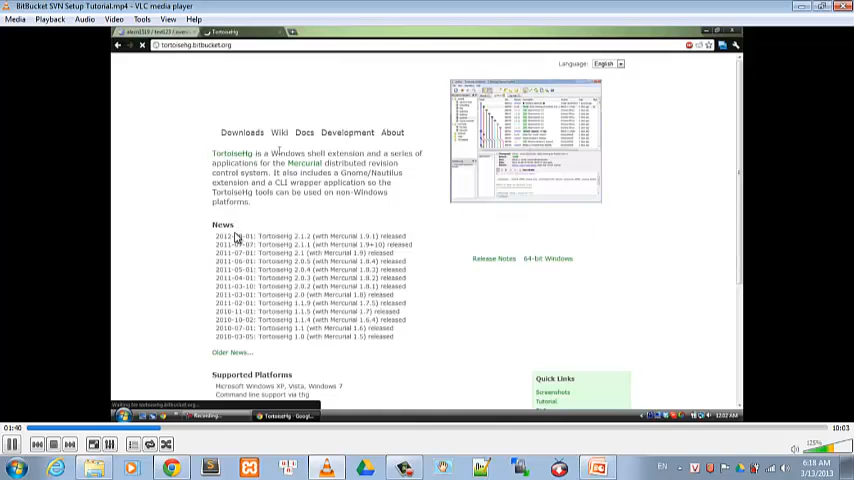 BitBucket SVN Setup Tutorial.mp4 - VLC media player
Media Playback Audio Video Tools View Help
TortoiseHg
tortoisehg.bitbucket.org
Language: English
Downloads Wiki Docs Development About
TortoiseHg is a Windows shell extension and a series of
applications for the Mercurial distributed revision
control system. It also includes a Gnome/Nautilus
extension and a CLI wrapper application so the
TortoiseHg tools can be used on non-Windows
platforms.
News
TortoiseHg 2.1.2 (with Mercurial 1.9.1) released
TortoiseHg 2.1.1 (with Mercurial 1.9+10) released
2011-07-01: TortoiseHg 2.1 (with Mercurial 1.9) released
2011-06-01: TortoiseHg 2.0.5 (with Mercurial 1.8.4) released
2011-05-01: TortoiseHg 2.0.4 (with Mercurial 1.8.3) released
2011-04-01: TortoiseHg 2.0.3 (with Mercurial 1.8.2) released
2011-03-10: TortoiseHg 2.0.2 (with Mercurial 1.8.1) released
2011-03-01: TortoiseHg 2.0 (with Mercurial 1.8) released
2011-02-01: TortoiseHg 1.1.9 (with Mercurial 1.7.5) released
2010-11-01: TortoiseHg 1.1.5 (with Mercurial 1.7) released
2010-10-02: TortoiseHg 1.1.4 (with Mercurial 1.6.4) released
2010-07-01: TortoiseHg 1.1 (with Mercurial 1.6) released
2010-03-05: TortoiseHg 1.0 (with Mercurial 1.5) released
Older News...
Release Notes 64-bit Windows
Supported Platforms
Microsoft Windows XP, Vista, Windows 7
Command line support via thg
Quick Links
Screenshots
Tutorial
Waiting for tortoisehg.bitbucket.org...
Recording...
TortoiseHg - Googl...
12:02 AM
01:40
10:03
125%
EN
6:18 AM
3/13/2013